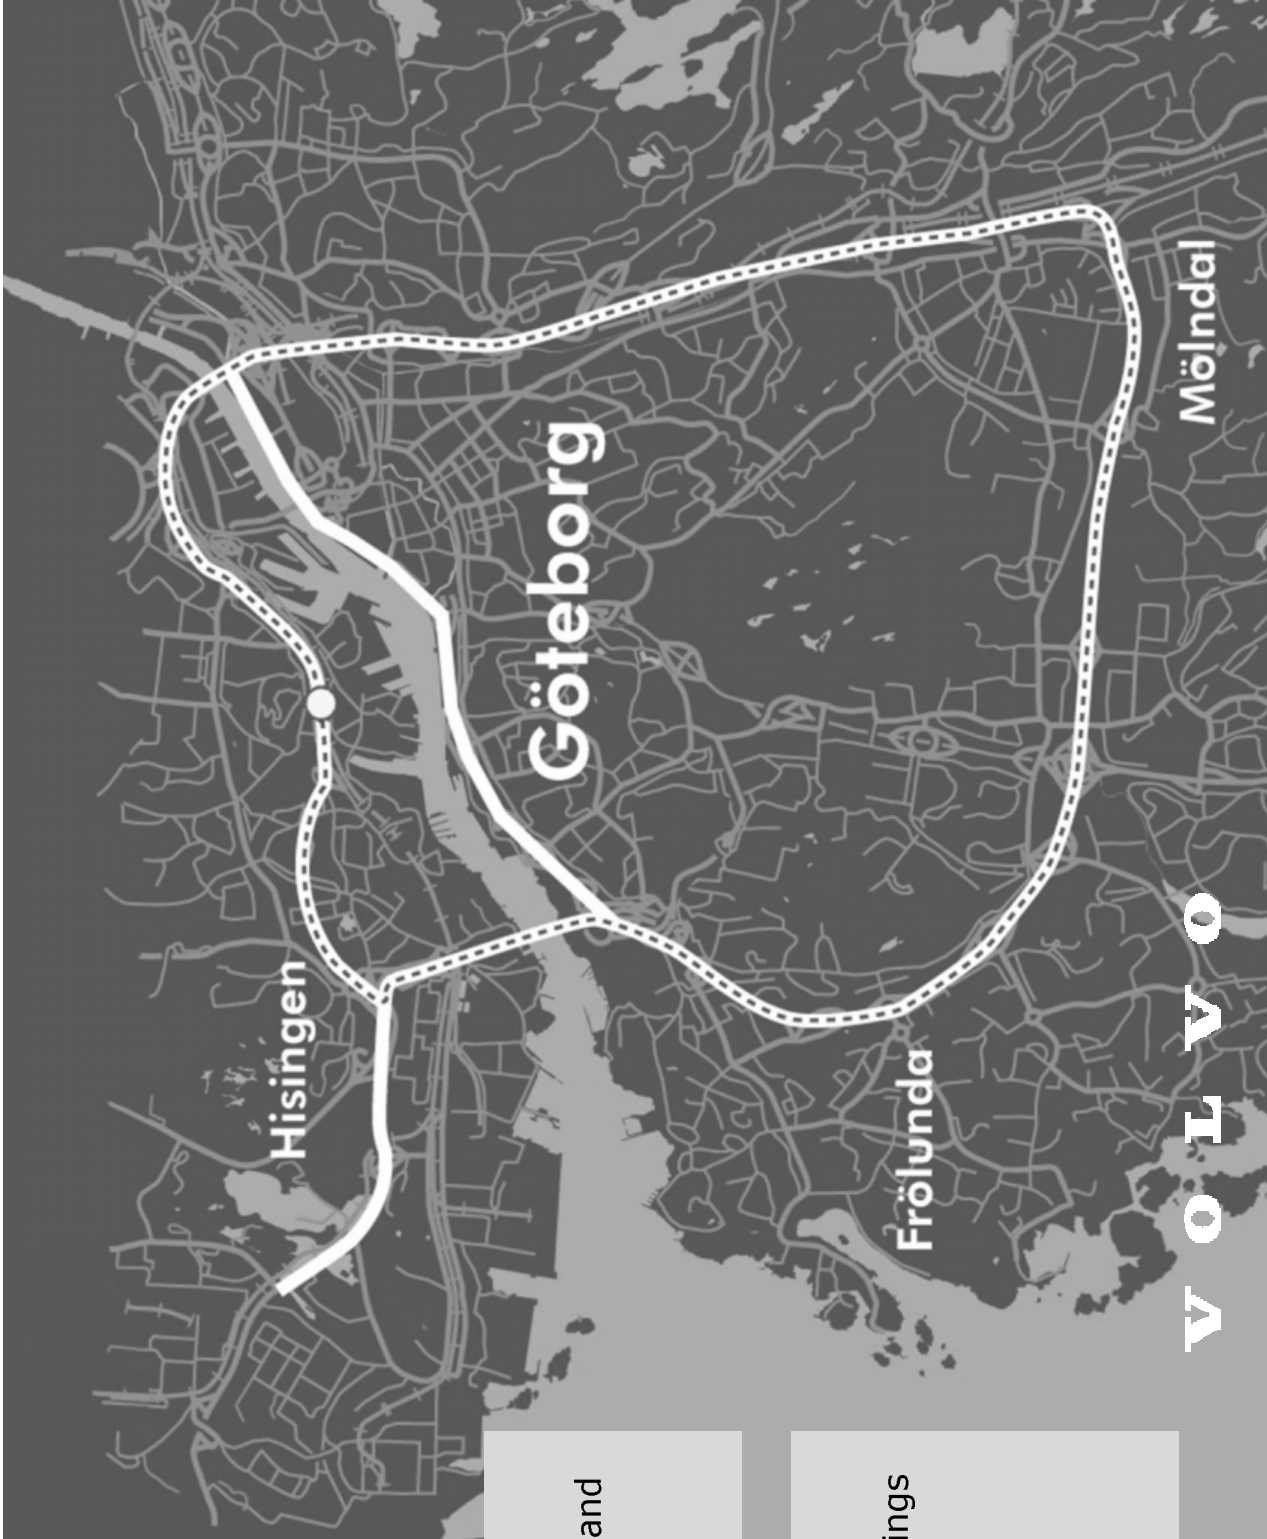 Hisingen
Göteborg
Frölunda
Mölndal
VOLVO
and
ings